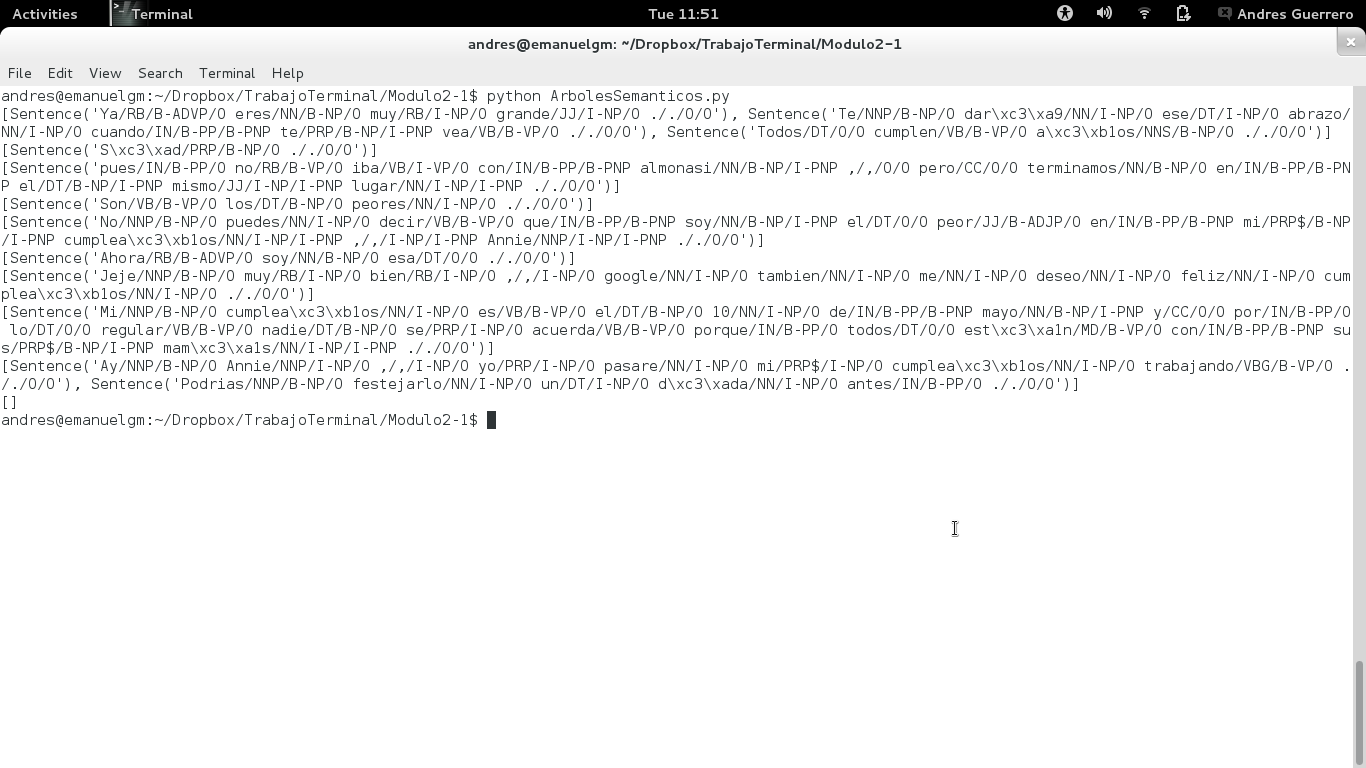 Activities Terminal Tue 11:51 Andres Guerrero
andres@emanuelgm: ~/Dropbox/TrabajoTerminal/Modulo2-1
File Edit View Search Terminal Help
andres@emanuelgm:~/Dropbox/TrabajoTerminal/Modulo2-1$ python ArbolesSemanticos.py
[Sentence('Ya/RB/B-ADVP/O eres/NN/B-NP/O muy/RB/I-NP/O grande/JJ/I-NP/O ././O/O'), Sentence('Te/NNP/B-NP/O dar\xc3\xa9/NN/I-NP/O ese/DT/I-NP/O abrazo/
NN/I-NP/O cuando/IN/B-PP/B-PNP te/PRP/B-NP/I-PNP vea/VB/B-VP/O ././O/O'), Sentence('Todos/DT/O/O cumplen/VB/B-VP/O a\xc3\xb1os/NNS/B-NP/O ././O/O')]
[Sentence('S\xc3\xad/PRP/B-NP/O ././O/O')]
[Sentence('pues/IN/B-PP/O no/RB/B-VP/O iba/VB/I-VP/O con/IN/B-PP/B-PNP almonasi/NN/B-NP/I-PNP ,/,/O/O pero/CC/O/O terminamos/NN/B-NP/O en/IN/B-PP/B-PN
P el/DT/B-NP/I-PNP mismo/JJ/I-NP/I-PNP lugar/NN/I-NP/I-PNP ././O/O')]
[Sentence('Son/VB/B-VP/O los/DT/B-NP/O peores/NN/I-NP/O ././O/O')]
[Sentence('No/NNP/B-NP/O puedes/NN/I-NP/O decir/VB/B-VP/O que/IN/B-PP/B-PNP soy/NN/B-NP/I-PNP el/DT/O/O peor/JJ/B-ADJP/O en/IN/B-PP/B-PNP mi/PRP$/B-NP
/I-PNP cumplea\xc3\xb1os/NN/I-NP/I-PNP ,/,/I-NP/I-PNP Annie/NNP/I-NP/I-PNP ././O/O')]
[Sentence('Ahora/RB/B-ADVP/O soy/NN/B-NP/O esa/DT/O/O ././O/O')]
[Sentence('Jeje/NNP/B-NP/O muy/RB/I-NP/O bien/RB/I-NP/O ,/,/I-NP/O google/NN/I-NP/O tambien/NN/I-NP/O me/NN/I-NP/O deseo/NN/I-NP/O feliz/NN/I-NP/O cum
plea\xc3\xb1os/NN/I-NP/O ././O/O')]
[Sentence('Mi/NNP/B-NP/O cumplea\xc3\xb1os/NN/I-NP/O es/VB/B-VP/O el/DT/B-NP/O 10/NN/I-NP/O de/IN/B-PP/B-PNP mayo/NN/B-NP/I-PNP y/CC/O/O por/IN/B-PP/O
lo/DT/O/O regular/VB/B-VP/O nadie/DT/B-NP/O se/PRP/I-NP/O acuerda/VB/B-VP/O porque/IN/B-PP/O todos/DT/O/O est\xc3\xa1n/MD/B-VP/O con/IN/B-PP/B-PNP su
s/PRP$/B-NP/I-PNP mam\xc3\xa1s/NN/I-NP/I-PNP ././O/O')]
[Sentence('Ay/NNP/B-NP/O Annie/NNP/I-NP/O ,/,/I-NP/O yo/PRP/I-NP/O pasare/NN/I-NP/O mi/PRP$/I-NP/O cumplea\xc3\xb1os/NN/I-NP/O trabajando/VBG/B-VP/O .
/./O/O'), Sentence('Podrias/NNP/B-NP/O festejarlo/NN/I-NP/O un/DT/I-NP/O d\xc3\xada/NN/I-NP/O antes/IN/B-PP/O ././O/O')]
[]
andres@emanuelgm:~/Dropbox/TrabajoTerminal/Modulo2-1$